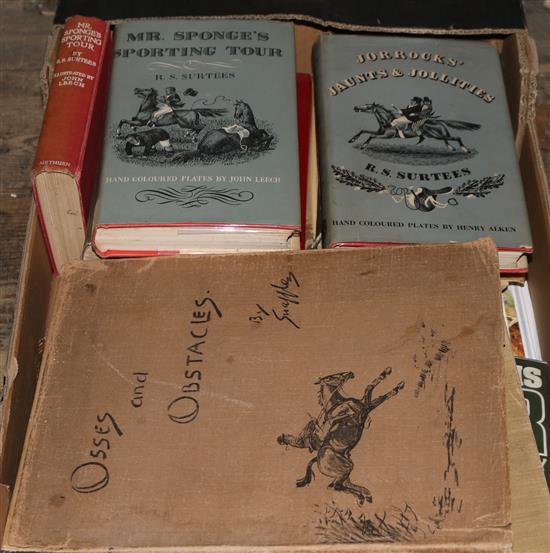 MR.
SPONGE'S
SPORTING
TOUR
BY
R. S. SURTEES
ILLUSTRATED BY
JOHN
LEECH
METHUEN
MR. SPONGE'S
SPORTING TOUR
R. S. SURTEES
HAND COLOURED PLATES BY JOHN LEECH
JORROCKS'
JAUNTS & JOLLITIES
R. S. SURTEES
HAND COLOURED PLATES BY HENRY ALKEN
OSSES
and
OBSTACLES.
By
Snaffles